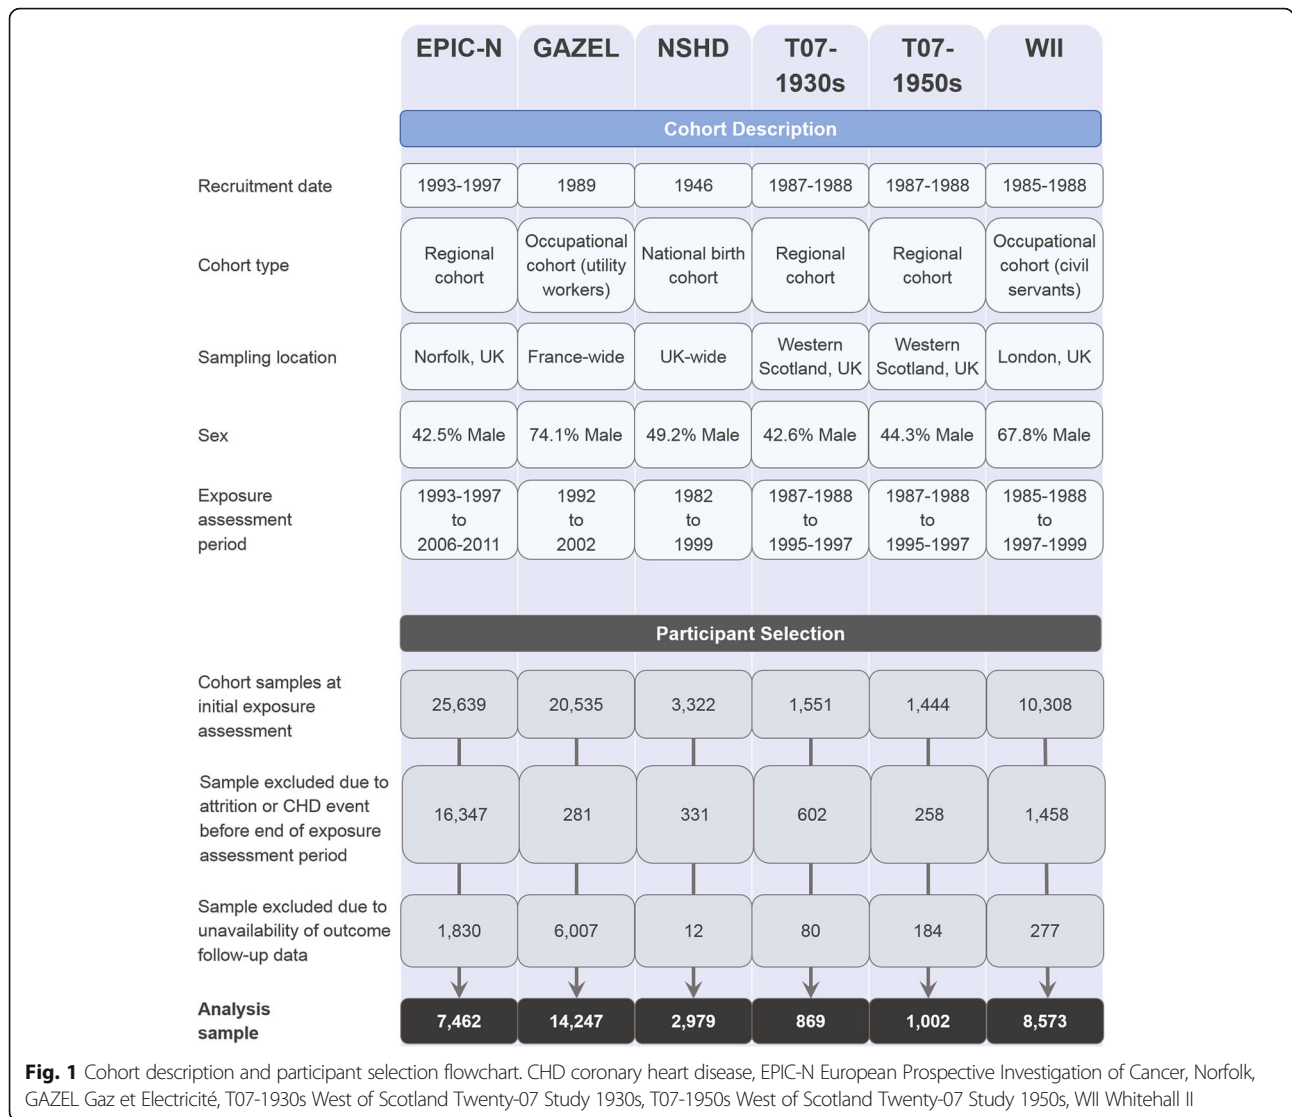 EPIC-N GAZEL NSHD T07-1930s T07-1950s WII
Cohort Description
Recruitment date 1993-1997 1989 1946 1987-1988 1987-1988 1985-1988
Cohort type Regional cohort Occupational cohort (utility workers) National birth cohort Regional cohort Regional cohort Occupational cohort (civil servants)
Sampling location Norfolk, UK France-wide UK-wide Western Scotland, UK Western Scotland, UK London, UK
Sex 42.5% Male 74.1% Male 49.2% Male 42.6% Male 44.3% Male 67.8% Male
Exposure assessment period 1993-1997 to 2006-2011 1992 to 2002 1982 to 1999 1987-1988 to 1995-1997 1987-1988 to 1995-1997 1985-1988 to 1997-1999
Participant Selection
Cohort samples at initial exposure assessment 25,639 20,535 3,322 1,551 1,444 10,308
Sample excluded due to attrition or CHD event before end of exposure assessment period 16,347 281 331 602 258 1,458
Sample excluded due to unavailability of outcome follow-up data 1,830 6,007 12 80 184 277
Analysis sample 7,462 14,247 2,979 869 1,002 8,573
Fig. 1 Cohort description and participant selection flowchart. CHD coronary heart disease, EPIC-N European Prospective Investigation of Cancer, Norfolk,
GAZEL Gaz et Electricité, T07-1930s West of Scotland Twenty-07 Study 1930s, T07-1950s West of Scotland Twenty-07 Study 1950s, WII Whitehall II